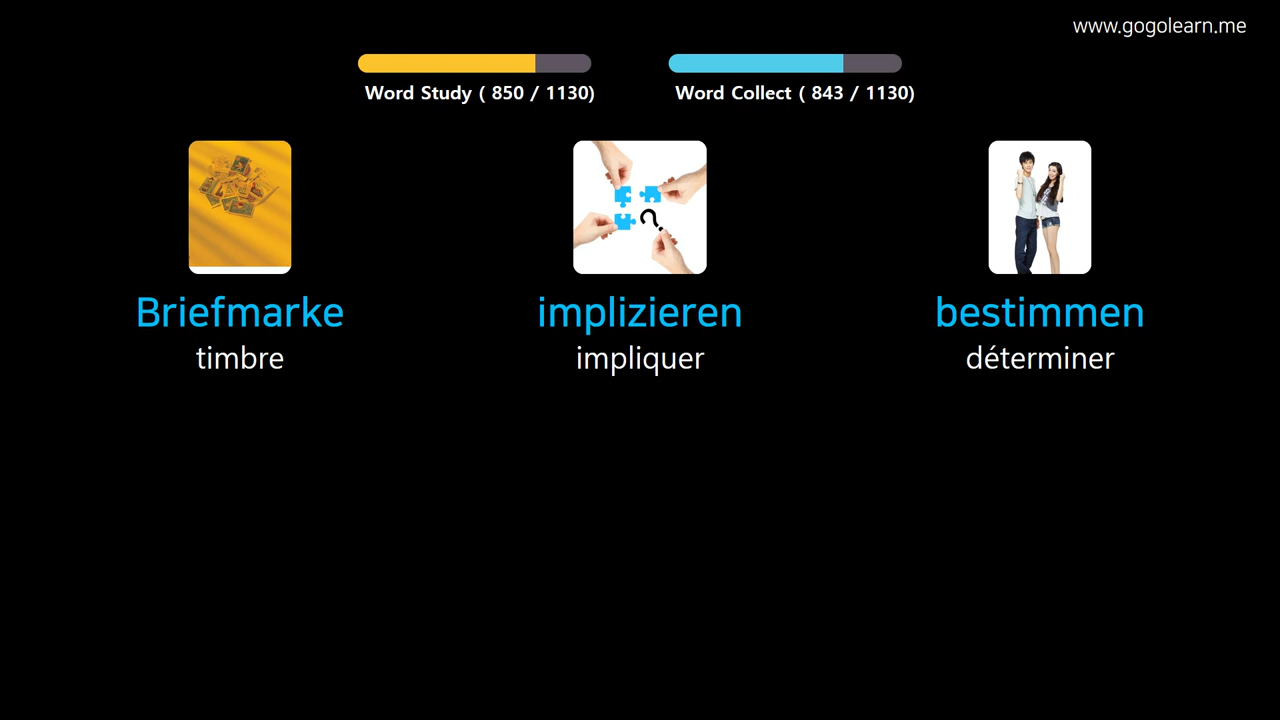 www.gogolearn.me
Word Study ( 850 / 1130)
Word Collect ( 843 / 1130)
Briefmarke
timbre
implizieren
impliquer
bestimmen
déterminer